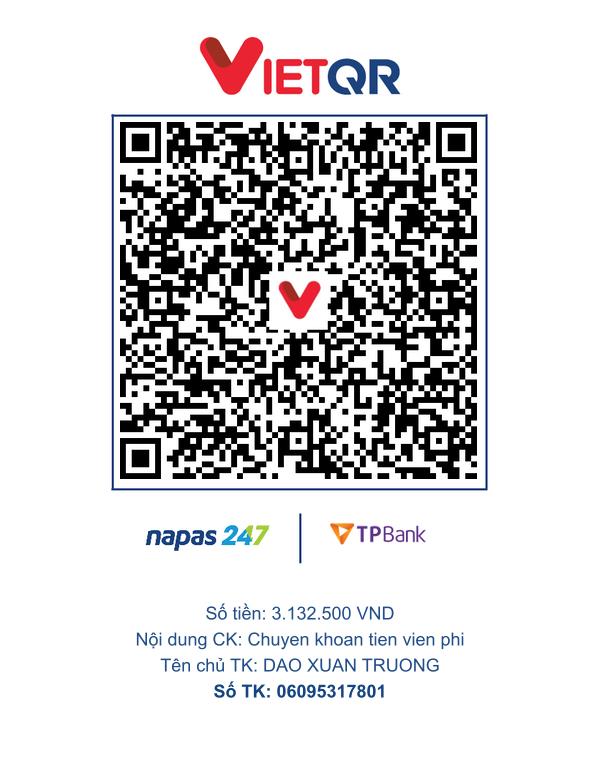 VIETQR
napas 247
TPBank
Số tiền: 3.132.500 VND
Nội dung CK: Chuyen khoan tien vien phi
Tên chủ TK: DAO XUAN TRUONG
Số TK: 06095317801